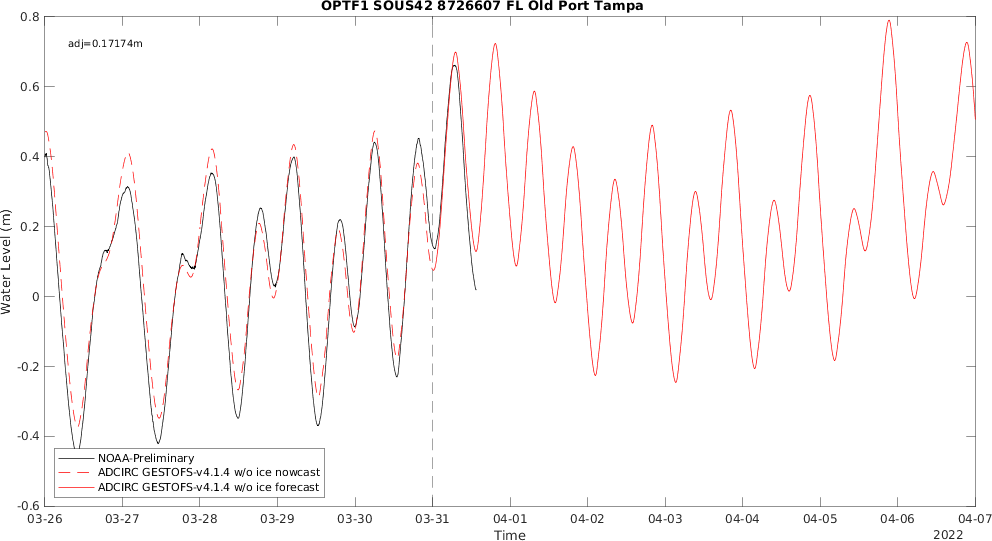 OPTF1 SOUS42 8726607 FL Old Port Tampa
adj=0.17174m
0.8
0.6
0.4
0.2
0
-0.2
-0.4
-0.6
Water Level (m)
NOAA-Preliminary
ADCIRC GESTOFS-v4.1.4 w/o ice nowcast
ADCIRC GESTOFS-v4.1.4 w/o ice forecast
03-26 03-27 03-28 03-29 03-30 03-31 04-01 04-02 04-03 04-04 04-05 04-06 04-07
Time
2022